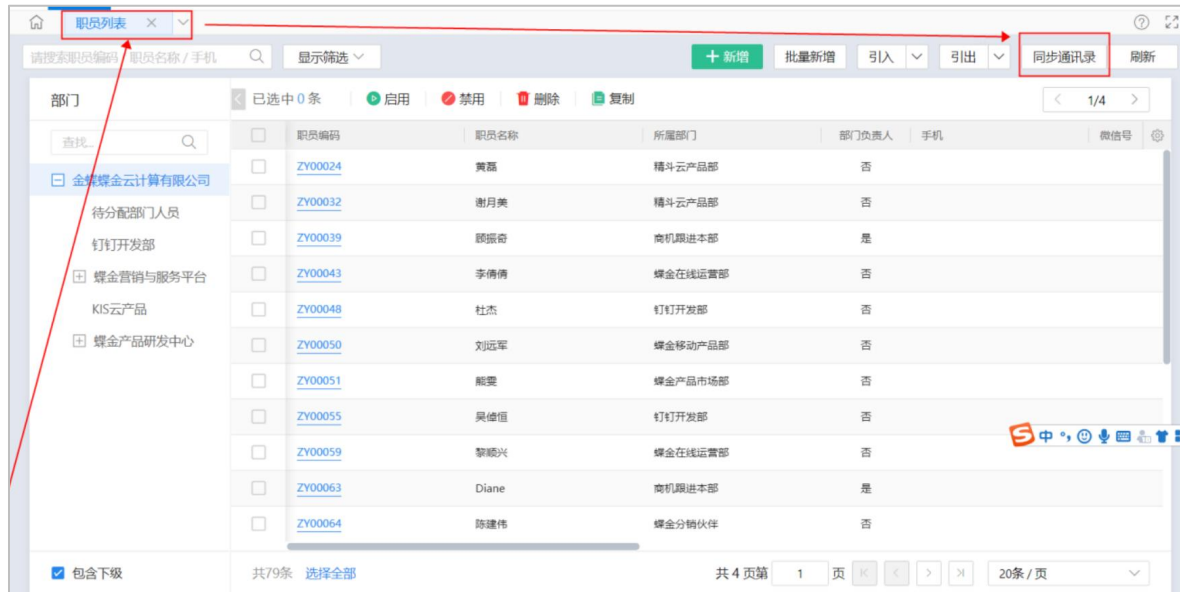 职员列表
请搜索职员编码 / 职员名称 / 手机 显示筛选 新增 批量新增 引入 引出 同步通讯录 刷新
部门 已选中 0 条 启用 禁用 删除 复制 1/4
查找... 职员编码 职员名称 所属部门 部门负责人 手机 微信号
金蝶蝶金云计算有限公司
待分配部门人员
钉钉开发部
蝶金营销与服务平台
KIS云产品
蝶金产品研发中心
ZY00024 黄磊 精斗云产品部 否
ZY00032 谢月美 精斗云产品部 否
ZY00039 顾振奇 商机跟进本部 是
ZY00043 李倩倩 蝶金在线运营部 否
ZY00048 杜杰 钉钉开发部 否
ZY00050 刘远军 蝶金移动产品部 否
ZY00051 熊雯 蝶金产品市场部 否
ZY00055 吴倬恒 钉钉开发部 否
ZY00059 黎顺兴 蝶金在线运营部 否
ZY00063 Diane 商机跟进本部 是
ZY00064 陈建伟 蝶金分销伙伴 否
中
包含下级 共79条 选择全部 共 4 页第 1 页 20条 / 页